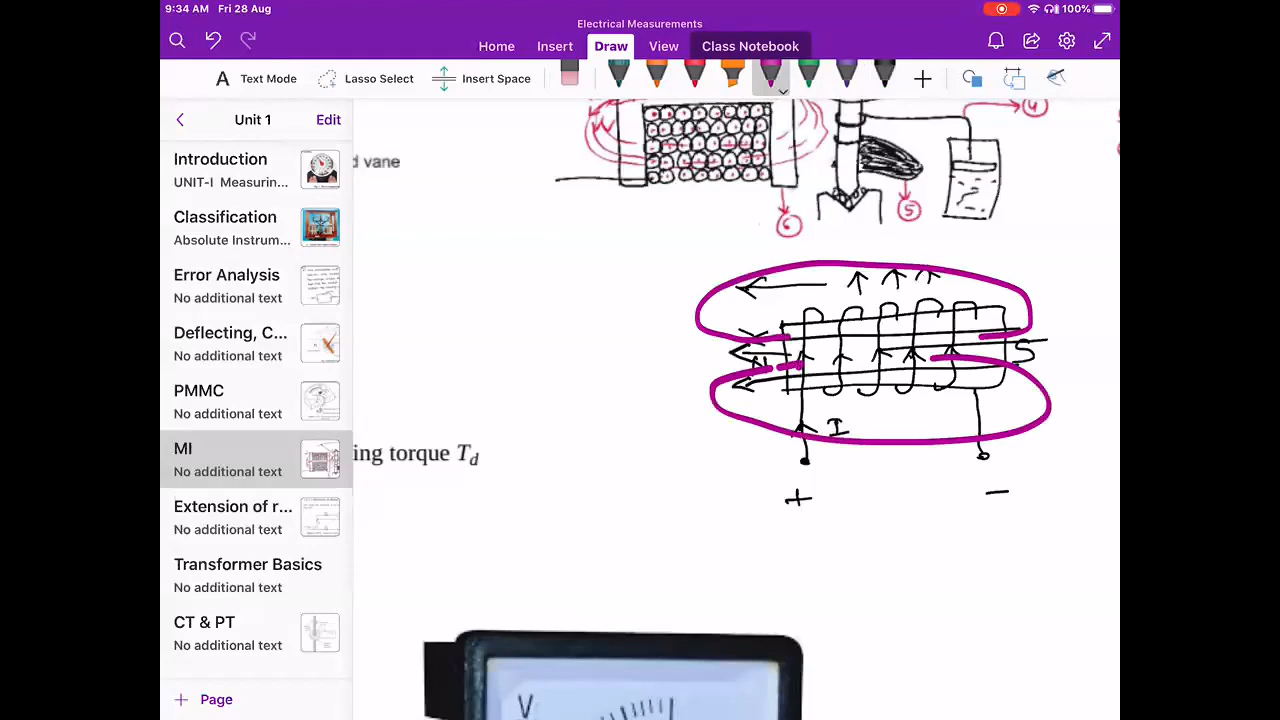 9:34 AM Fri 28 Aug
100%
Electrical Measurements
Home Insert Draw View Class Notebook
A Text Mode Lasso Select Insert Space
Unit 1 Edit
Introduction
UNIT-I Measurin...
Classification
Absolute Instrum...
Error Analysis
No additional text
Deflecting, C...
No additional text
PMMC
No additional text
MI
No additional text
Extension of r...
No additional text
Transformer Basics
No additional text
CT & PT
No additional text
+ Page
d vane
4
5
6
N
S
I
+ −
ing torque Td
V